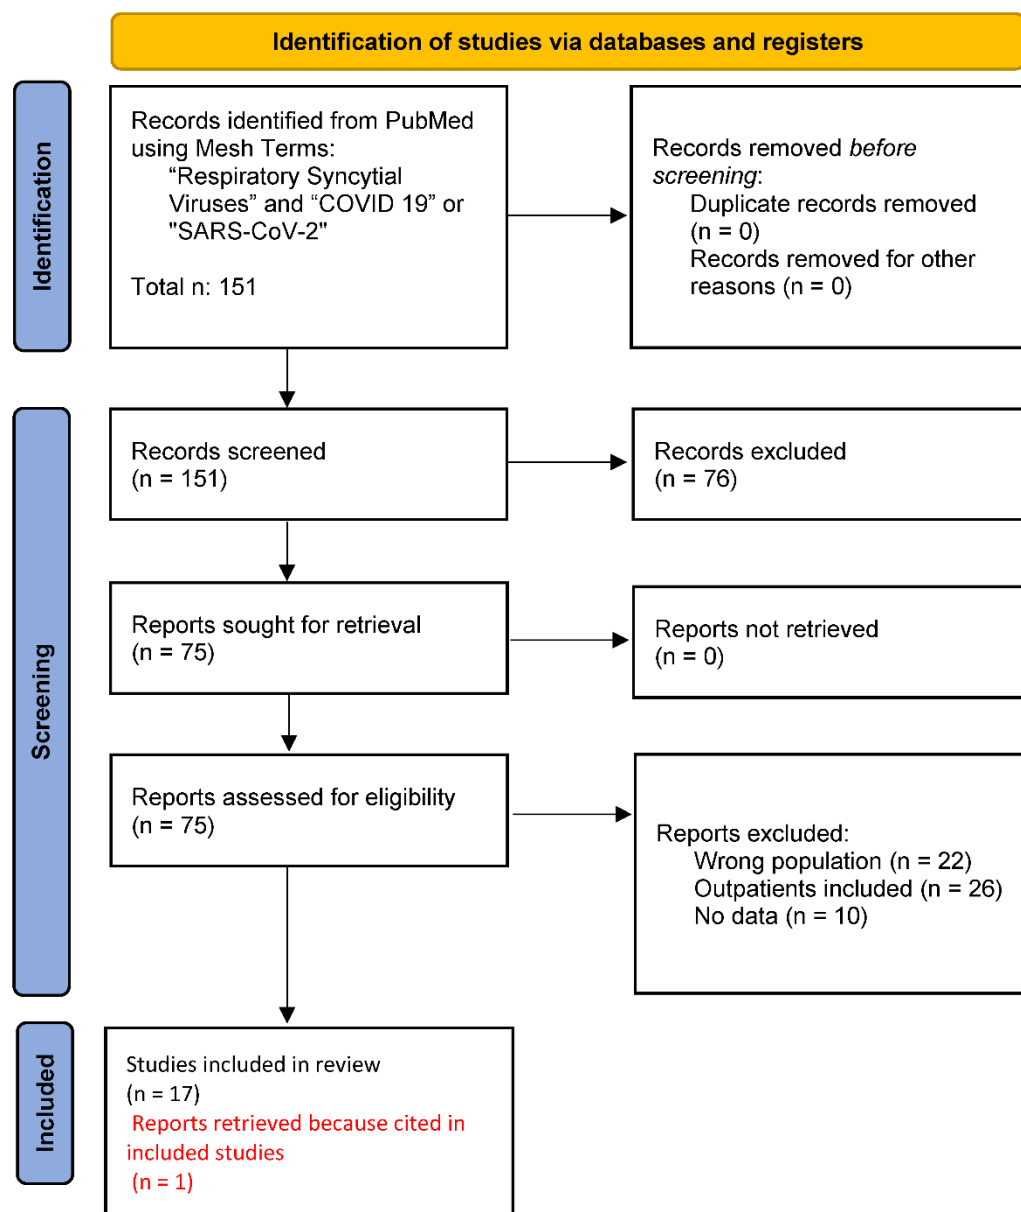 Identification of studies via databases and registers
Identification
Records identified from PubMed
using Mesh Terms:
“Respiratory Syncytial
Viruses” and “COVID 19” or
"SARS-CoV-2"
Total n: 151
Records removed before
screening:
Duplicate records removed
(n = 0)
Records removed for other
reasons (n = 0)
Screening
Records screened
(n = 151)
Records excluded
(n = 76)
Reports sought for retrieval
(n = 75)
Reports not retrieved
(n = 0)
Reports assessed for eligibility
(n = 75)
Reports excluded:
Wrong population (n = 22)
Outpatients included (n = 26)
No data (n = 10)
Included
Studies included in review
(n = 17)
Reports retrieved because cited in
included studies
(n = 1)